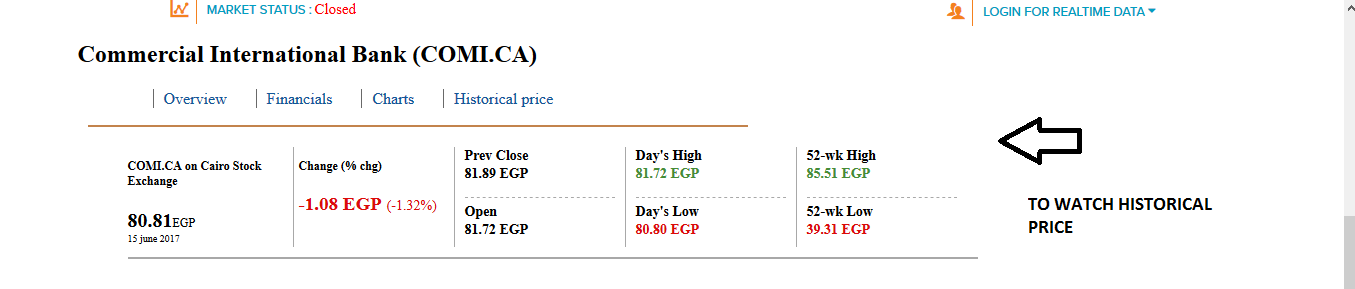 MARKET STATUS : Closed
LOGIN FOR REALTIME DATA
Commercial International Bank (COMI.CA)
Overview
Financials
Charts
Historical price
COMI.CA on Cairo Stock
Exchange
80.81EGP
15 june 2017
Change (% chg)
-1.08 EGP (-1.32%)
Prev Close
81.89 EGP
Open
81.72 EGP
Day's High
81.72 EGP
Day's Low
80.80 EGP
52-wk High
85.51 EGP
52-wk Low
39.31 EGP
TO WATCH HISTORICAL
PRICE